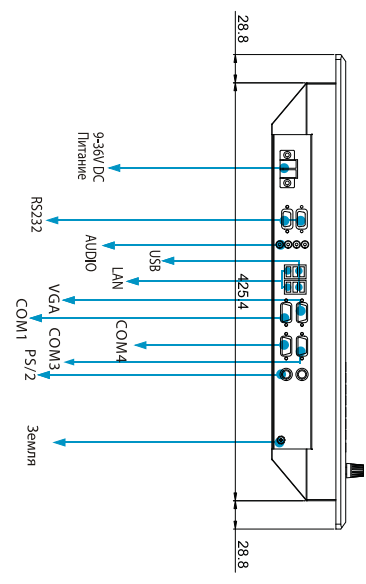 28.8
9-36V DC
Питание
RS232
AUDIO
USB
LAN
425.4
VGA
COM1
COM3
COM4
PS/2
Земля
28.8